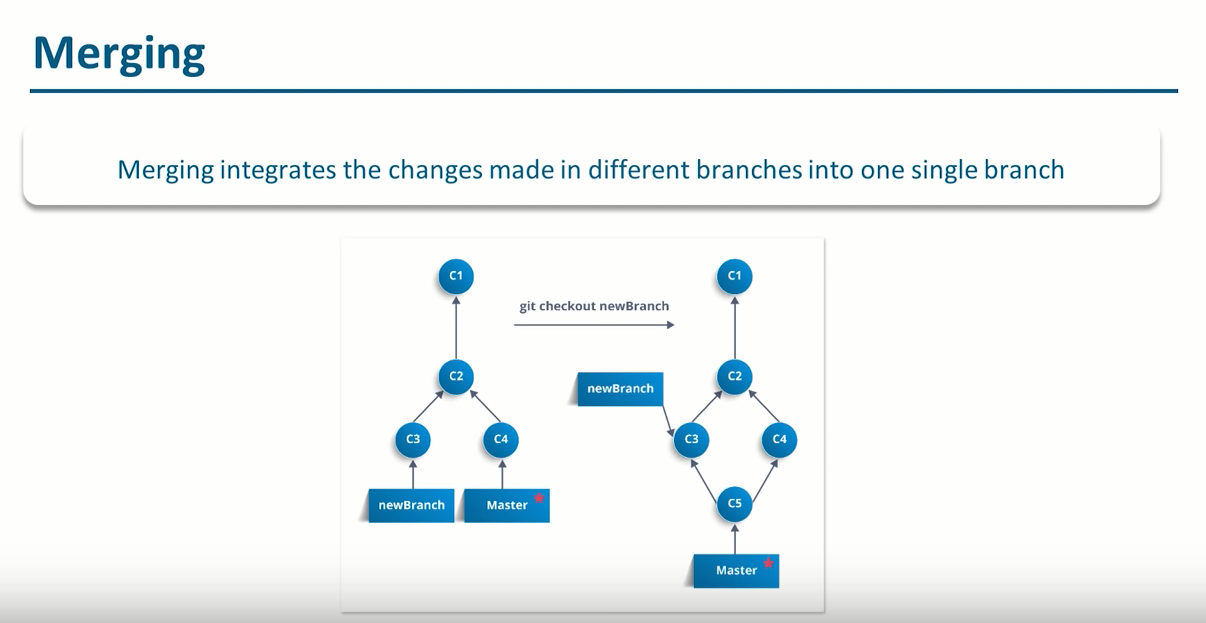 Merging
Merging integrates the changes made in different branches into one single branch
C1
git checkout newBranch
C1
C2
newBranch
C2
C3
C4
C3
C4
newBranch
Master
C5
Master